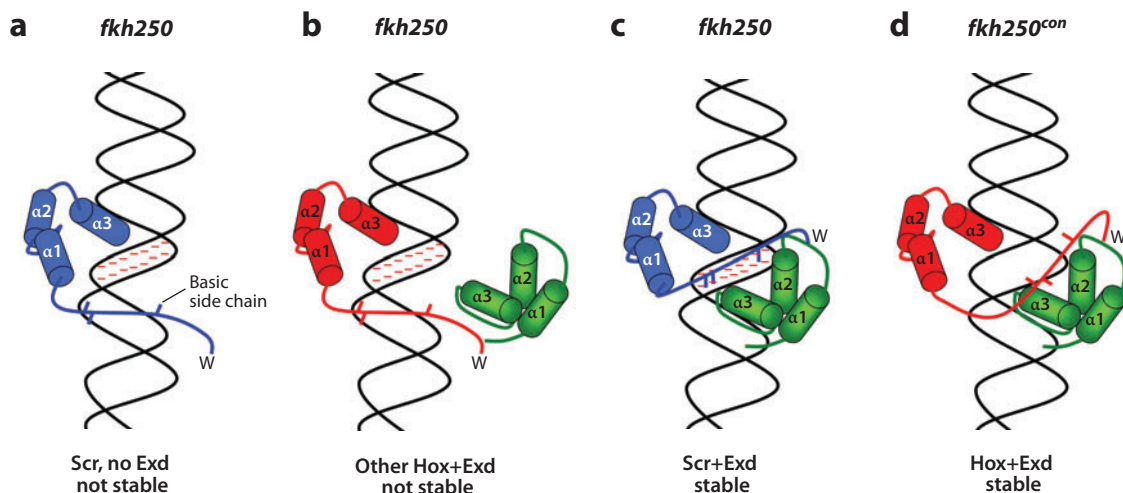 a
fkh250
b
fkh250
c
fkh250
d
fkh250con
α2
α3
α1
Basic
side chain
W
α2
α3
α1
α2
α3
α1
W
α2
α3
α1
W
α2
α3
α1
α2
α3
α1
W
α2
α3
α1
Scr, no Exd
not stable
Other Hox+Exd
not stable
Scr+Exd
stable
Hox+Exd
stable